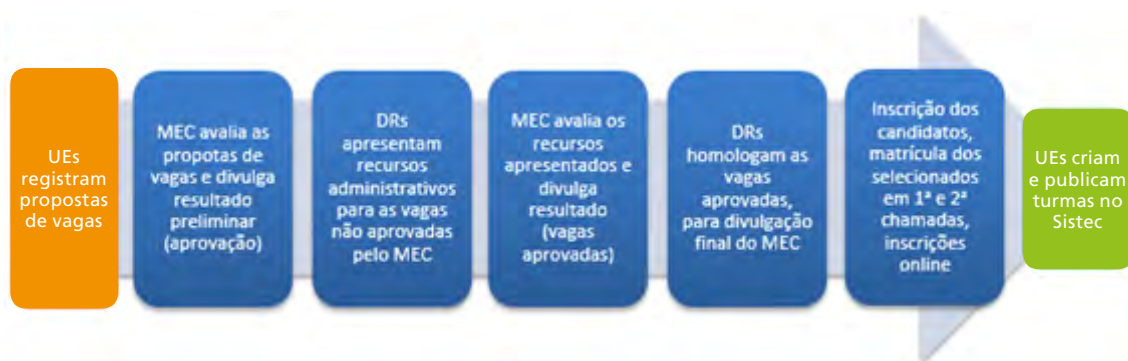 UEs
registram
propostas
de vagas
MEC avalia as
propotas de
vagas e divulga
resultado
preliminar
(aprovação)
DRs
apresentam
recursos
administrativos
para as vagas
não aprovadas
pelo MEC
MEC avalia os
recursos
apresentados e
divulga
resultado
(vagas
aprovadas)
DRs
homologam as
vagas
aprovadas,
para divulgação
final do MEC
Inscrição dos
candidatos,
matrícula dos
selecionados
em 1ª e 2ª
chamadas,
inscrições
online
UEs criam
e publicam
turmas no
Sistec